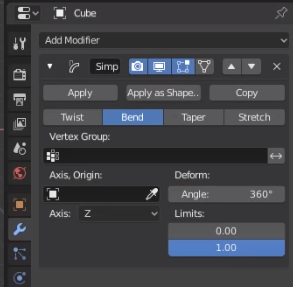 Cube
Add Modifier
Simp
Apply Apply as Shape.. Copy
Twist Bend Taper Stretch
Vertex Group:
Axis, Origin: Deform:
Angle: 360°
Axis: Z Limits:
0.00
1.00